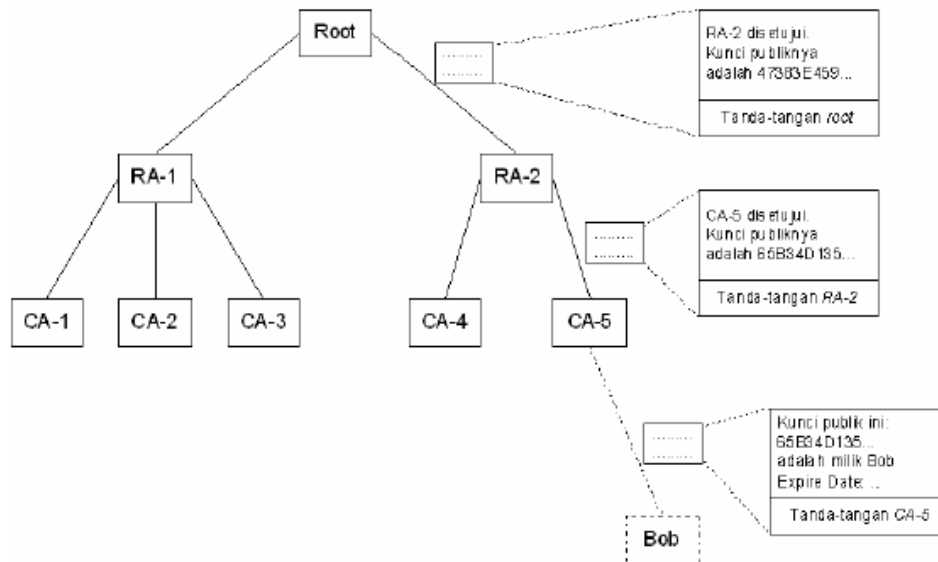 Root
RA-2 disetujui.
Kunci publiknya
adalah 47383E459...
Tanda-tangan root
RA-1
RA-2
CA-5 disetujui.
Kunci publiknya
adalah 65B34D135...
Tanda-tangan RA-2
CA-1
CA-2
CA-3
CA-4
CA-5
Kunci publik ini:
65B34D135...
adalah milik Bob
Expire Date: ...
Tanda-tangan CA-5
Bob